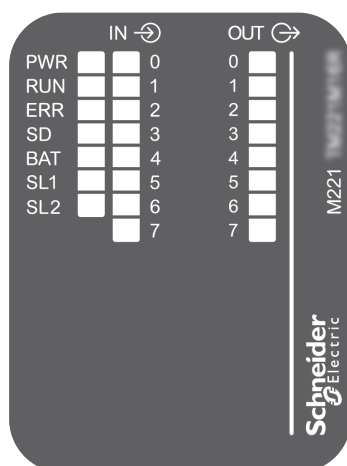 IN OUT
PWR 0 0
RUN 1 1
ERR 2 2
SD 3 3
BAT 4 4
SL1 5 5
SL2 6 6
7 7
M221
Schneider
Electric